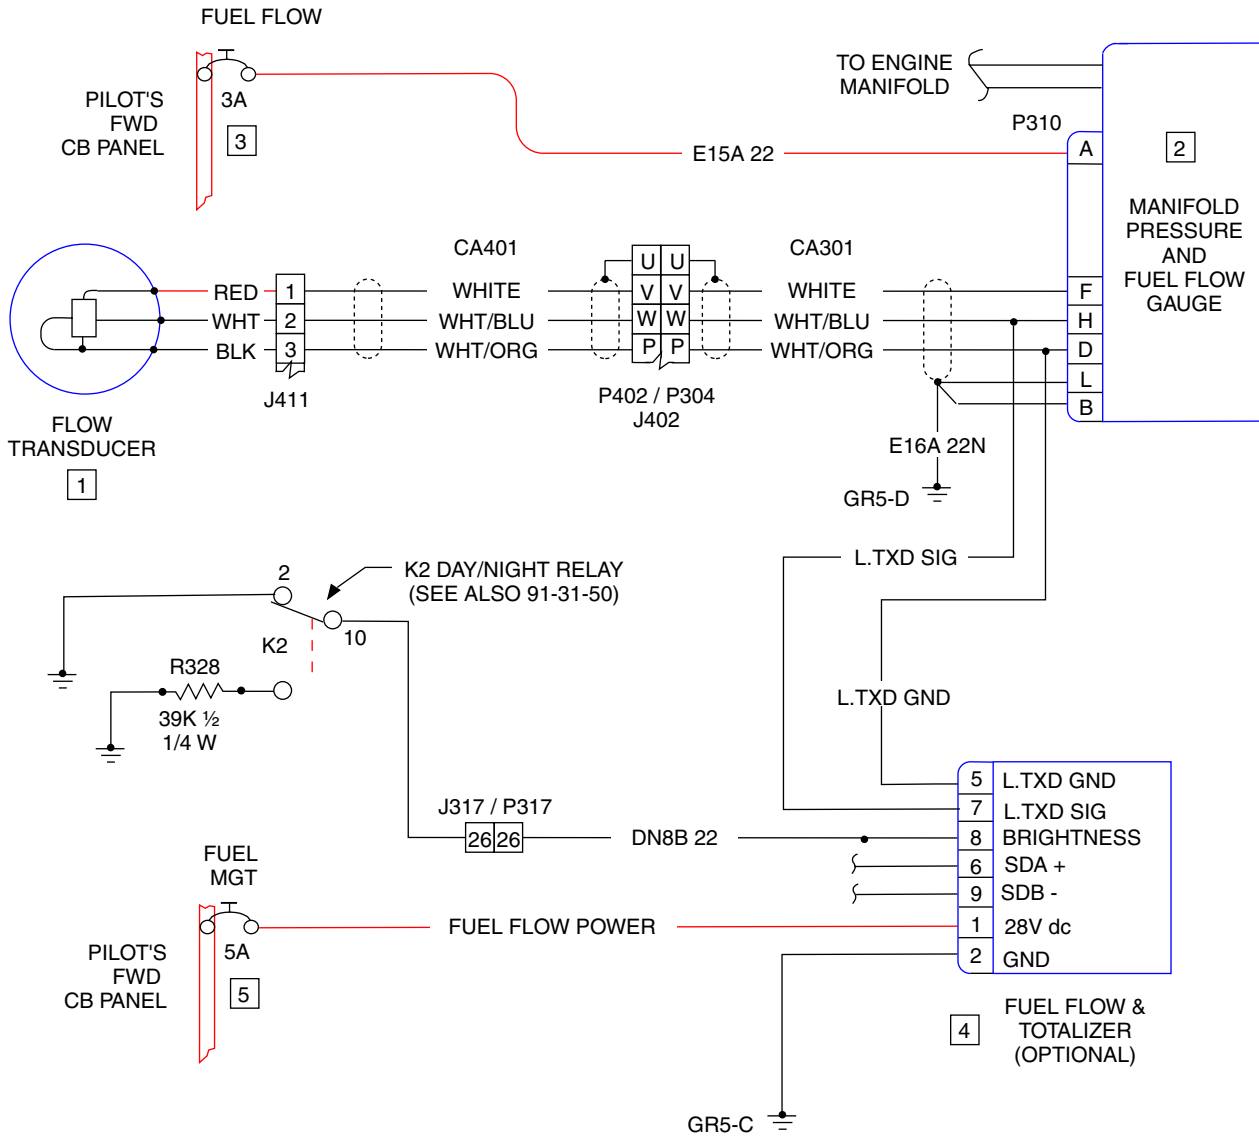 FUEL FLOW
PILOT'S
FWD
CB PANEL
3A
3
E15A 22
TO ENGINE
MANIFOLD
P310
A
2
MANIFOLD
PRESSURE
AND
FUEL FLOW
GAUGE
F
H
D
L
B
CA401
CA301
RED
WHT
BLK
1
2
3
J411
WHITE
WHT/BLU
WHT/ORG
U U
V V
W W
P P
P402 / P304
J402
WHITE
WHT/BLU
WHT/ORG
FLOW
TRANSDUCER
1
E16A 22N
GR5-D
L.TXD SIG
L.TXD GND
2
K2 DAY/NIGHT RELAY
(SEE ALSO 91-31-50)
10
K2
R328
39K ½
1/4 W
J317 / P317
26 26
DN8B 22
5 L.TXD GND
7 L.TXD SIG
8 BRIGHTNESS
6 SDA +
9 SDB -
1 28V dc
2 GND
FUEL
MGT
PILOT'S
FWD
CB PANEL
5A
5
FUEL FLOW POWER
4
FUEL FLOW &
TOTALIZER
(OPTIONAL)
GR5-C